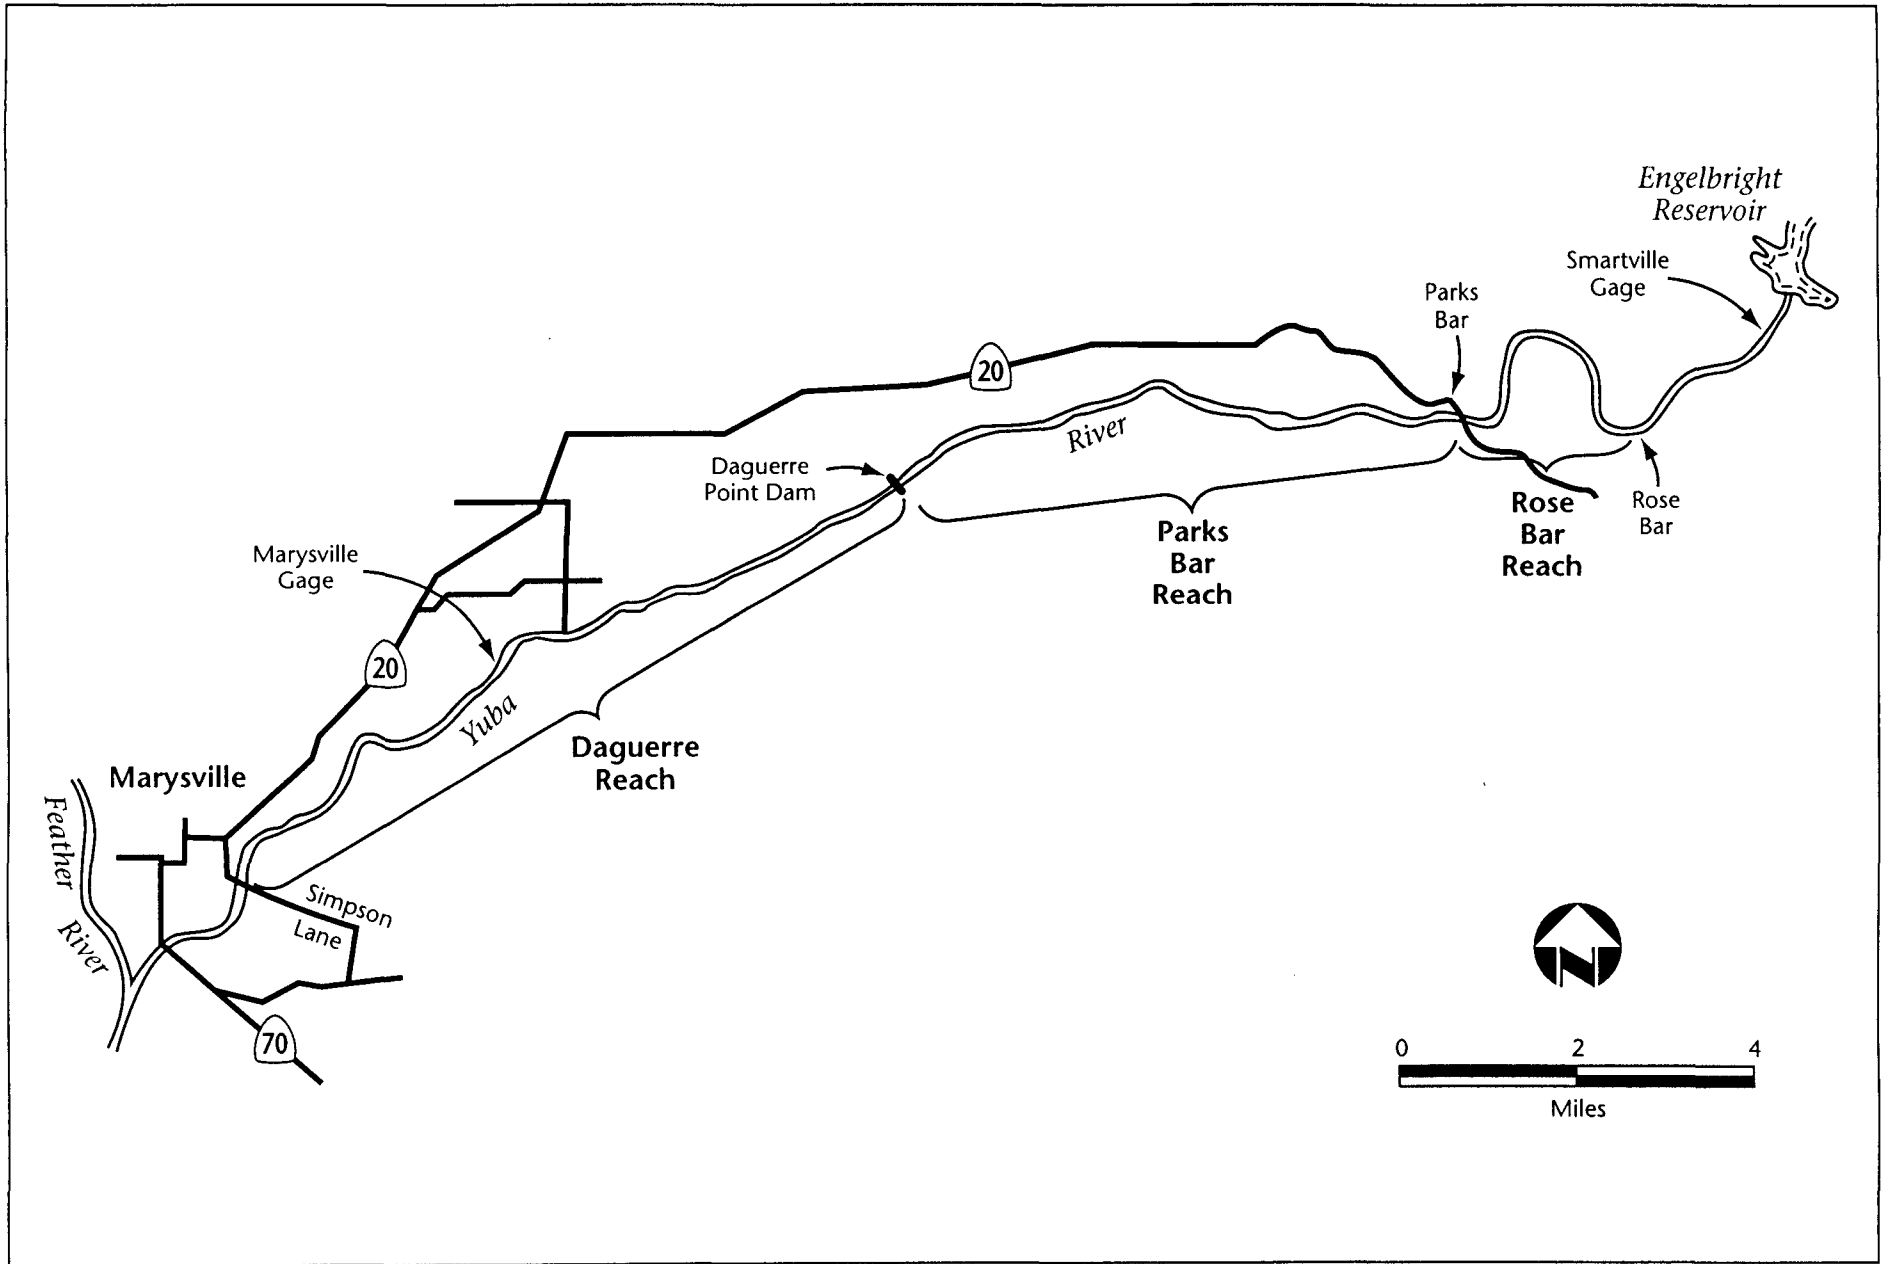 Engelbright
Reservoir
Smartville
Gage
Parks
Bar
20
River
Daguerre
Point Dam
Rose
Bar
Reach
Rose
Bar
Parks
Bar
Reach
Marysville
Gage
20
Yuba
Daguerre
Reach
Marysville
Feather
River
Simpson
Lane
70
N
0 2 4
Miles